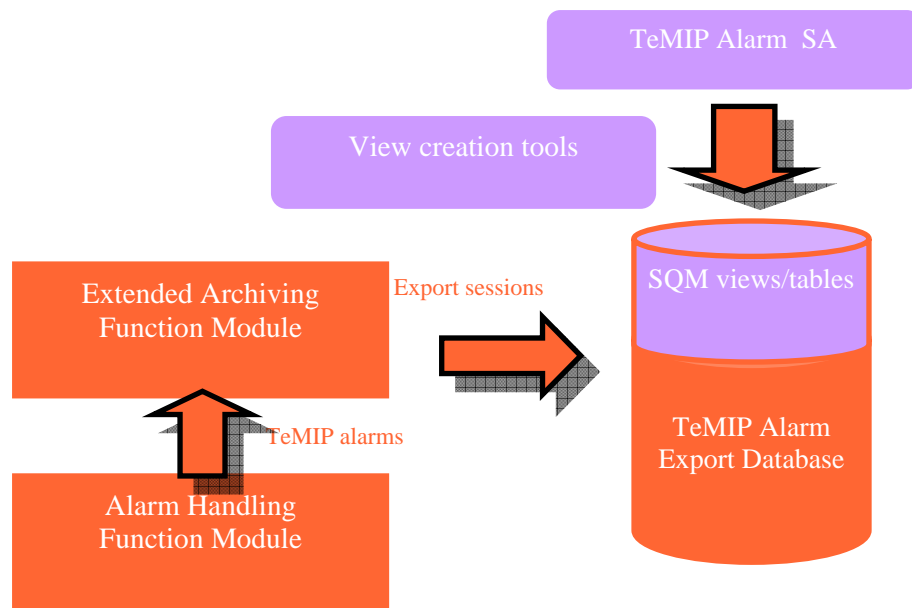 TeMIP Alarm  SA
View creation tools
SQM views/tables
Extended Archiving
Function Module
Export sessions
TeMIP alarms
TeMIP Alarm
Export Database
Alarm Handling
Function Module